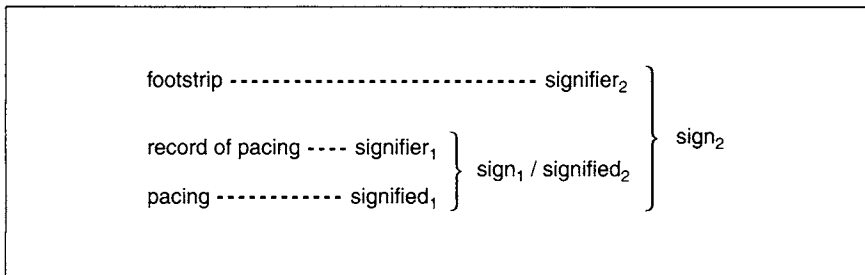 footstrip ------------------------------ signifier₂
sign₂
record of pacing ---- signifier₁
sign₁ / signified₂
pacing ------------- signified₁